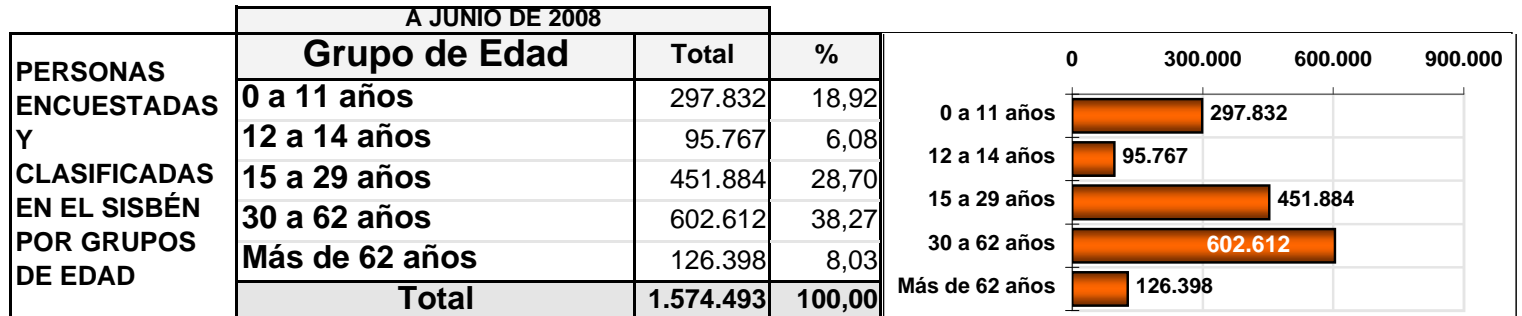 A JUNIO DE 2008
PERSONAS
ENCUESTADAS
Y
CLASIFICADAS
EN EL SISBÉN
POR GRUPOS
DE EDAD
Grupo de Edad Total %
0 a 11 años 297.832 18,92
12 a 14 años 95.767 6,08
15 a 29 años 451.884 28,70
30 a 62 años 602.612 38,27
Más de 62 años 126.398 8,03
Total 1.574.493 100,00
0 300.000 600.000 900.000
0 a 11 años 297.832
12 a 14 años 95.767
15 a 29 años 451.884
30 a 62 años 602.612
Más de 62 años 126.398